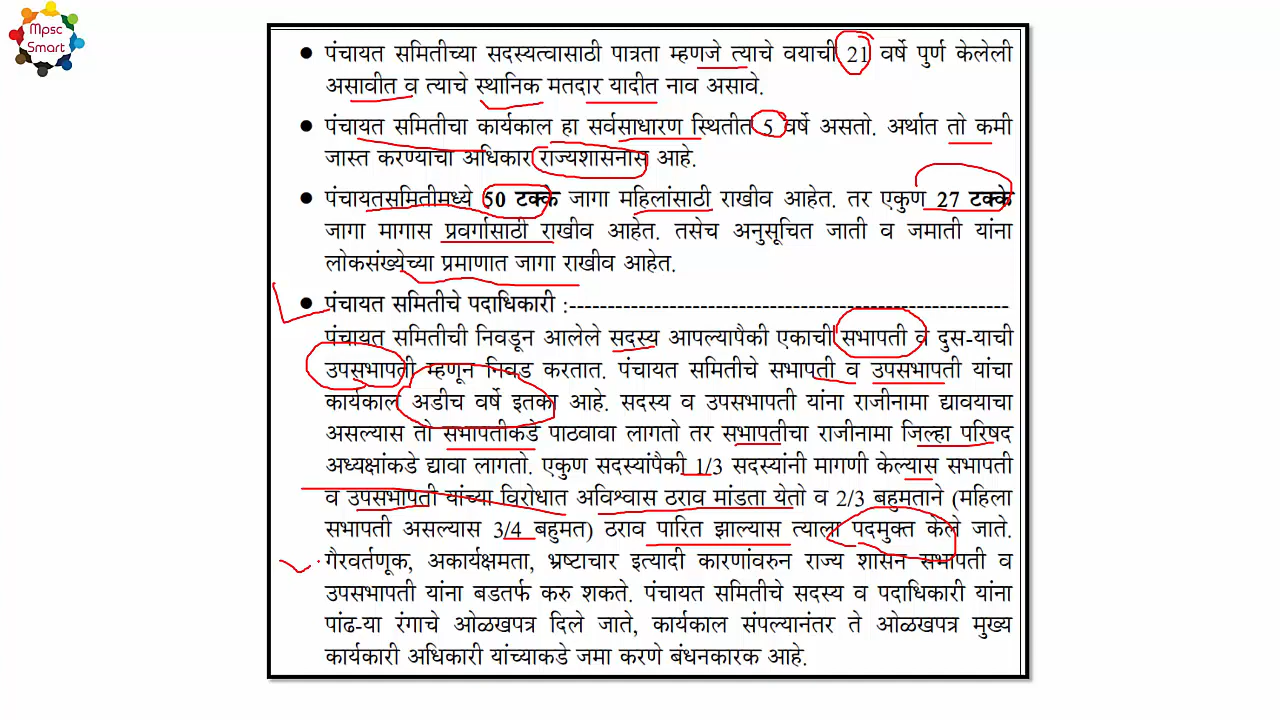 Mpsc
Smart
● पंचायत समितीच्या सदस्यत्वासाठी पात्रता म्हणजे त्याचे वयाची 21 वर्षे पुर्ण केलेली
असावीत व त्याचे स्थानिक मतदार यादीत नाव असावे.
● पंचायत समितीचा कार्यकाल हा सर्वसाधारण स्थितीत 5 वर्षे असतो. अर्थात तो कमी
जास्त करण्याचा अधिकार राज्यशासनास आहे.
● पंचायतसमितीमध्ये 50 टक्के जागा महिलांसाठी राखीव आहेत. तर एकुण 27 टक्के
जागा मागास प्रवर्गासाठी राखीव आहेत. तसेच अनुसूचित जाती व जमाती यांना
लोकसंख्येच्या प्रमाणात जागा राखीव आहेत.
● पंचायत समितीचे पदाधिकारी :----------------------------------------------------------
पंचायत समितीची निवडून आलेले सदस्य आपल्यापैकी एकाची सभापती व दुस-याची
उपसभापती म्हणून निवड करतात. पंचायत समितीचे सभापती व उपसभापती यांचा
कार्यकाल अडीच वर्षे इतका आहे. सदस्य व उपसभापती यांना राजीनामा द्यावयाचा
असल्यास तो सभापतीकडे पाठवावा लागतो तर सभापतीचा राजीनामा जिल्हा परिषद
अध्यक्षांकडे द्यावा लागतो. एकुण सदस्यांपैकी 1/3 सदस्यांनी मागणी केल्यास सभापती
व उपसभापती यांच्या विरोधात अविश्वास ठराव मांडता येतो व 2/3 बहुमताने (महिला
सभापती असल्यास 3/4 बहुमत) ठराव पारित झाल्यास त्याला पदमुक्त केले जाते.
गैरवर्तणूक, अकार्यक्षमता, भ्रष्टाचार इत्यादी कारणांवरुन राज्य शासन सभापती व
उपसभापती यांना बडतर्फ करु शकते. पंचायत समितीचे सदस्य व पदाधिकारी यांना
पांढ-या रंगाचे ओळखपत्र दिले जाते, कार्यकाल संपल्यानंतर ते ओळखपत्र मुख्य
कार्यकारी अधिकारी यांच्याकडे जमा करणे बंधनकारक आहे.